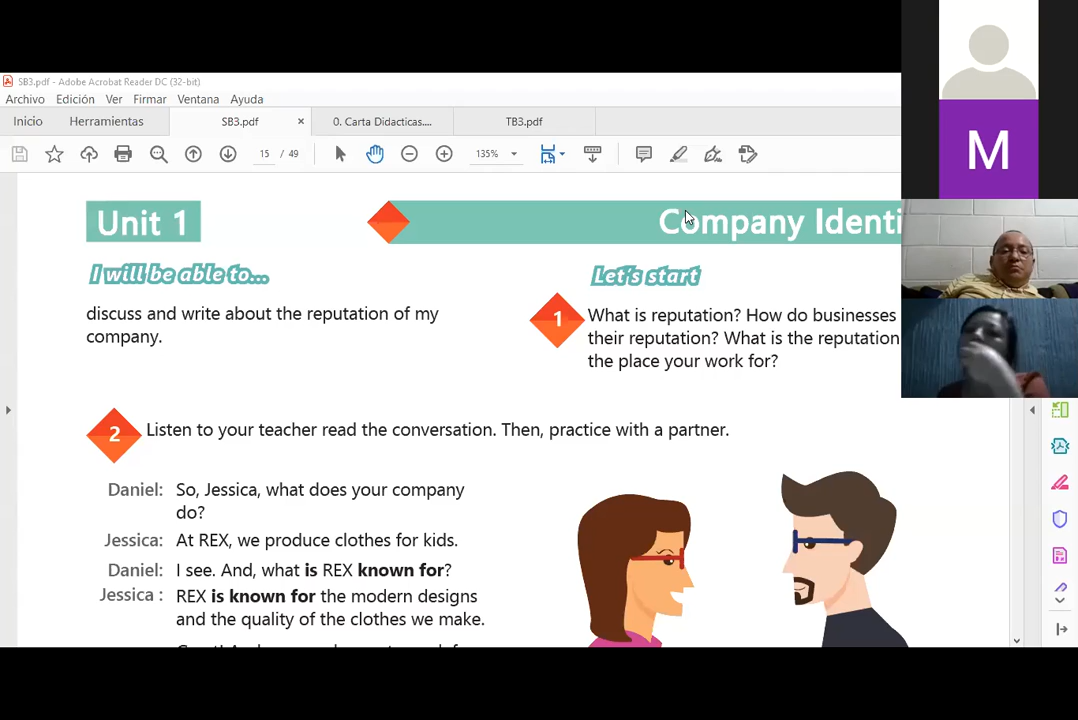 SB3.pdf - Adobe Acrobat Reader DC (32-bit)
Archivo Edición Ver Firmar Ventana Ayuda
Inicio Herramientas SB3.pdf × 0. Carta Didacticas.... TB3.pdf
15 / 49 135%
M
Unit 1
Company Identi
I will be able to...
Let's start
discuss and write about the reputation of my
company.
1
What is reputation? How do businesses
their reputation? What is the reputation
the place your work for?
2
Listen to your teacher read the conversation. Then, practice with a partner.
Daniel: So, Jessica, what does your company
do?
Jessica: At REX, we produce clothes for kids.
Daniel: I see. And, what is REX known for?
Jessica : REX is known for the modern designs
and the quality of the clothes we make.